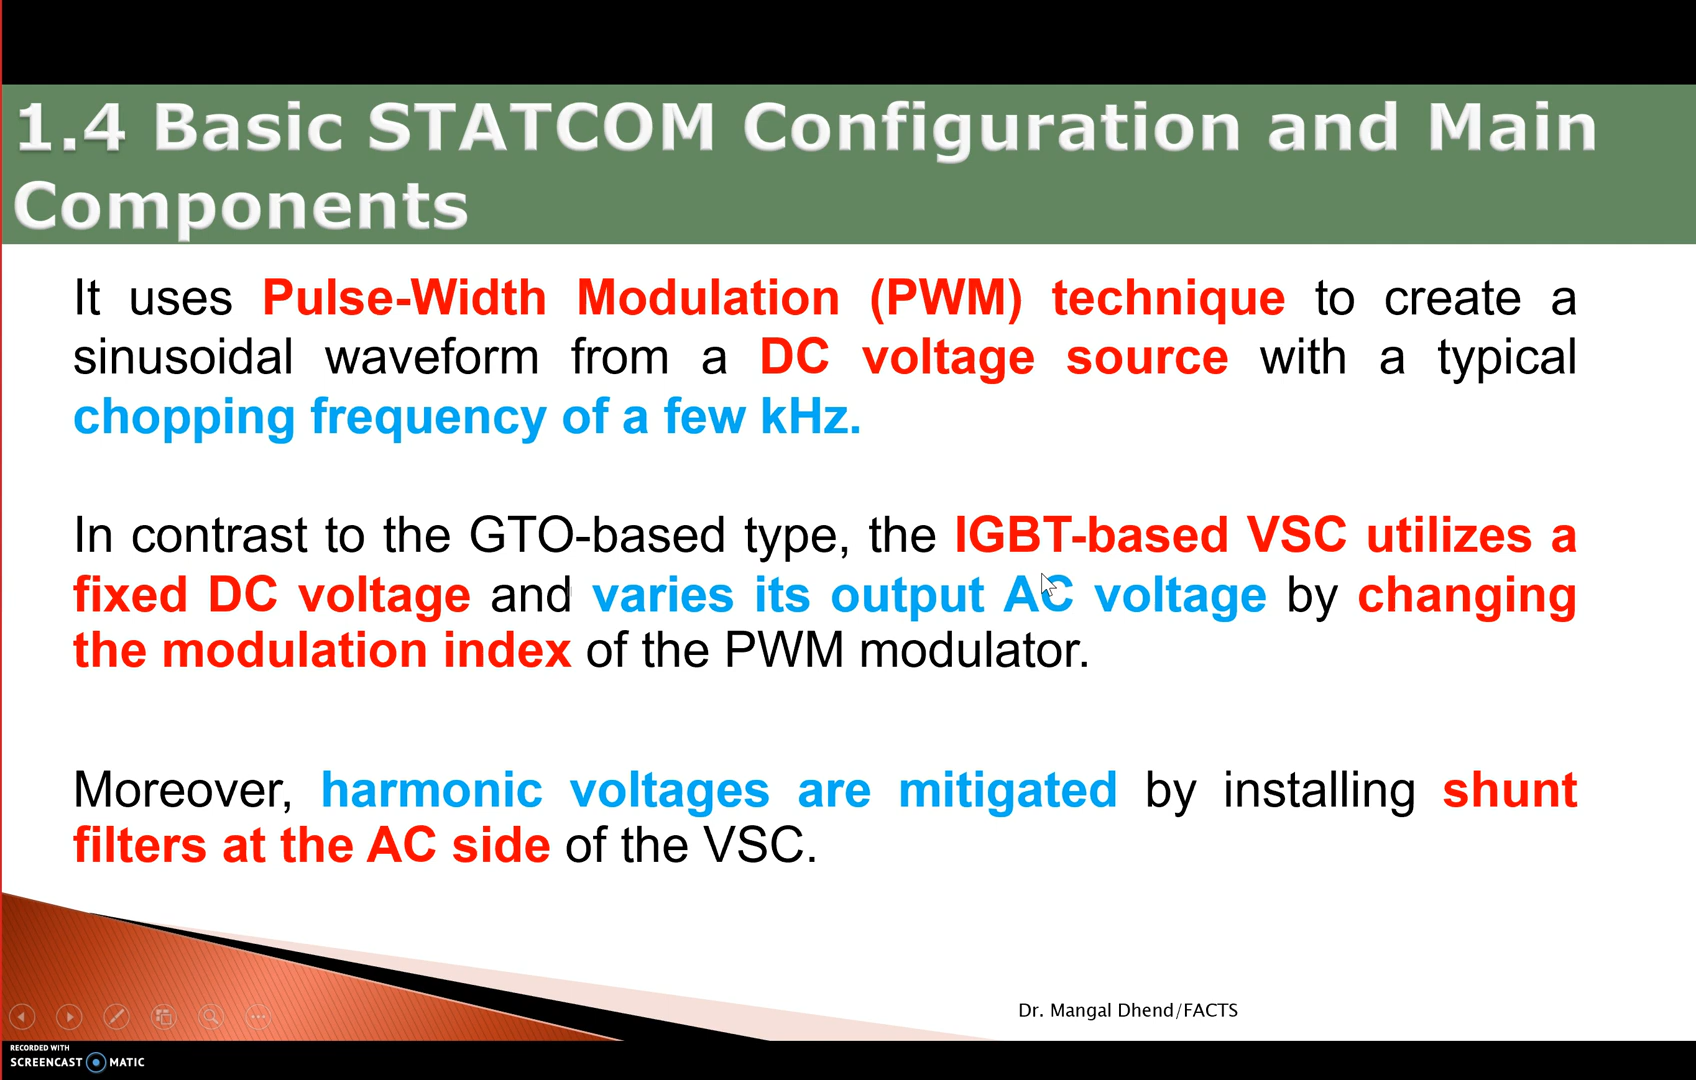 1.4 Basic STATCOM Configuration and Main
Components
It uses Pulse-Width Modulation (PWM) technique to create a
sinusoidal waveform from a DC voltage source with a typical
chopping frequency of a few kHz.
In contrast to the GTO-based type, the IGBT-based VSC utilizes a
fixed DC voltage and varies its output AC voltage by changing
the modulation index of the PWM modulator.
Moreover, harmonic voltages are mitigated by installing shunt
filters at the AC side of the VSC.
Dr. Mangal Dhend/FACTS
RECORDED WITH
SCREENCAST MATIC